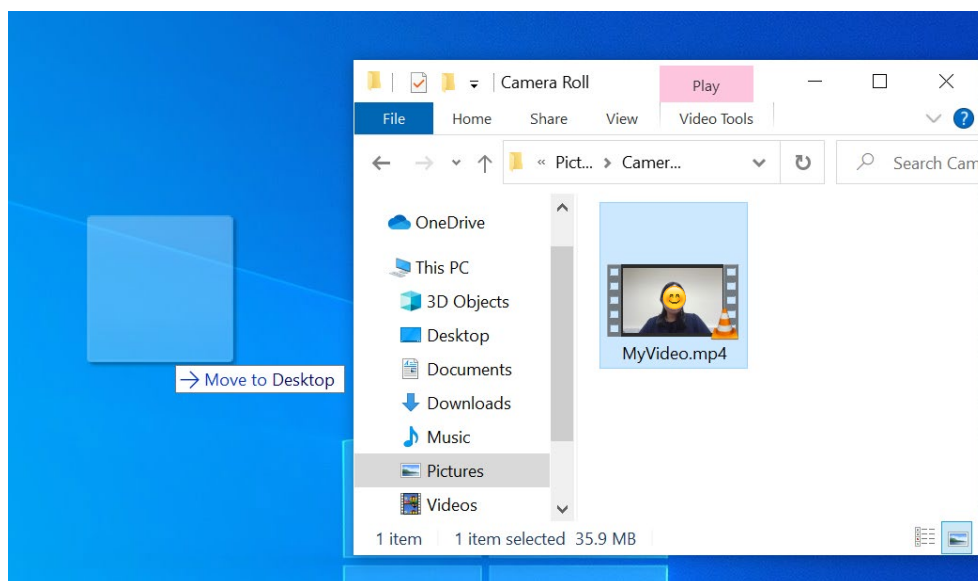 Camera Roll
Play
File Home Share View Video Tools
?
« Pict... > Camer...
Search Cam
OneDrive
This PC
3D Objects
Desktop
Documents
Downloads
Music
Pictures
Videos
MyVideo.mp4
→ Move to Desktop
1 item 1 item selected 35.9 MB